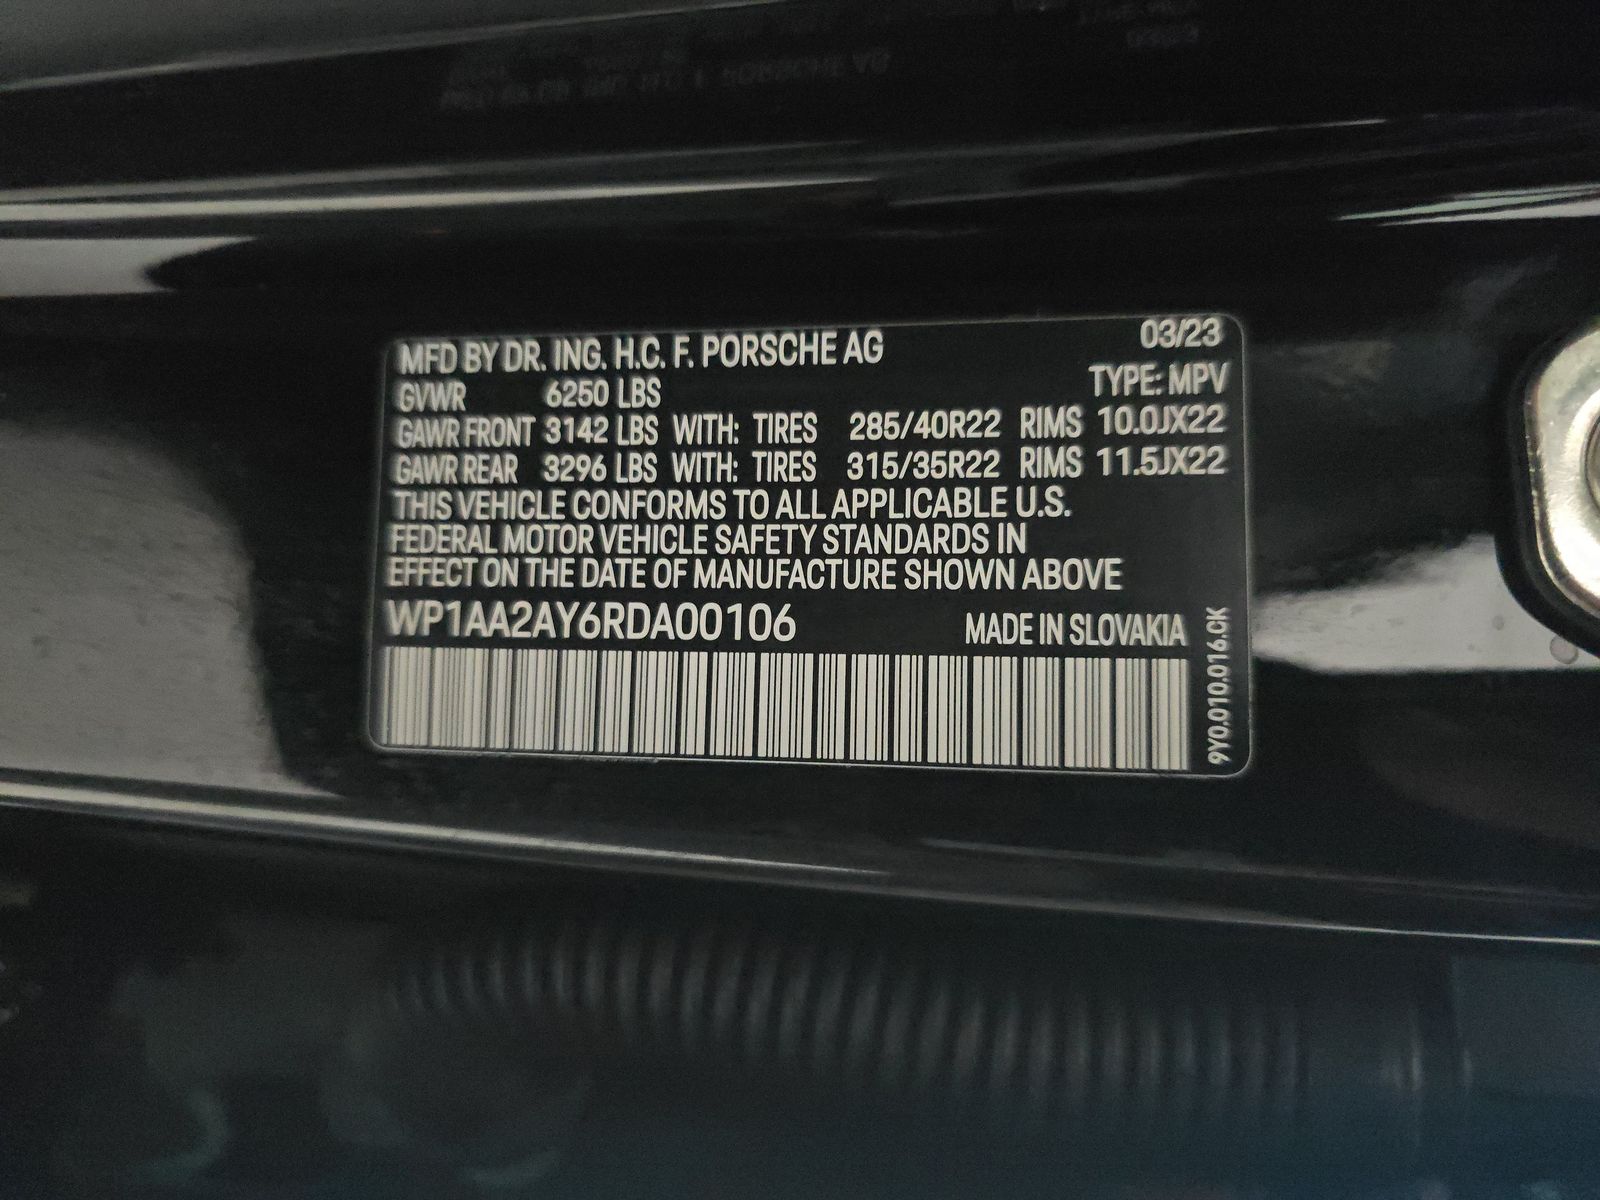 MFD BY DR. ING. H.C. F. PORSCHE AG 03/23
GVWR 6250 LBS TYPE: MPV
GAWR FRONT 3142 LBS WITH: TIRES 285/40R22 RIMS 10.0JX22
GAWR REAR 3296 LBS WITH: TIRES 315/35R22 RIMS 11.5JX22
THIS VEHICLE CONFORMS TO ALL APPLICABLE U.S.
FEDERAL MOTOR VEHICLE SAFETY STANDARDS IN
EFFECT ON THE DATE OF MANUFACTURE SHOWN ABOVE
WP1AA2AY6RDA00106 MADE IN SLOVAKIA
9Y0.010.016.CK